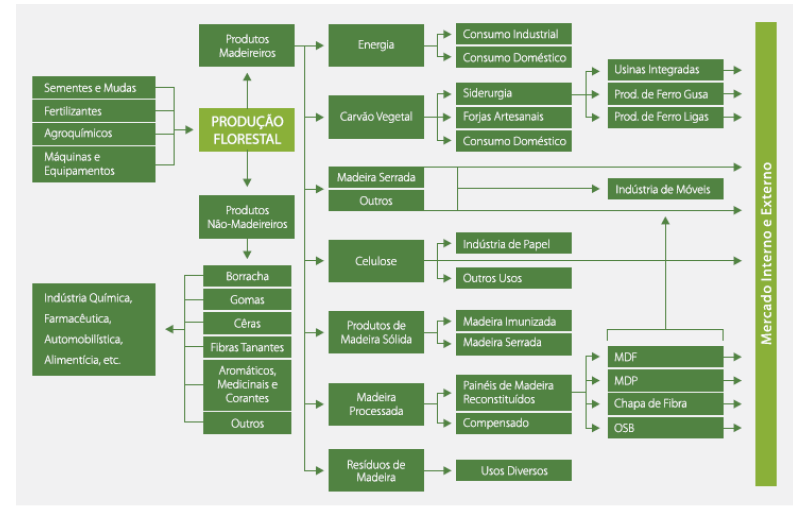 Produtos
Madeireiros
Energia
Consumo Industrial
Consumo Doméstico
Sementes e Mudas
Fertilizantes
Agroquímicos
Máquinas e
Equipamentos
PRODUÇÃO
FLORESTAL
Carvão Vegetal
Siderurgia
Forjas Artesanais
Consumo Doméstico
Usinas Integradas
Prod. de Ferro Gusa
Prod. de Ferro Ligas
Madeira Serrada
Outros
Indústria de Móveis
Produtos
Não-Madeireiros
Celulose
Indústria de Papel
Outros Usos
Borracha
Gomas
Cêras
Fibras Tanantes
Aromáticos,
Medicinais e
Corantes
Outros
Indústria Química,
Farmacêutica,
Automobilística,
Alimentícia, etc.
Produtos de
Madeira Sólida
Madeira Imunizada
Madeira Serrada
Madeira
Processada
Painéis de Madeira
Reconstituídos
Compensado
MDF
MDP
Chapa de Fibra
OSB
Resíduos de
Madeira
Usos Diversos
Mercado Interno e Externo